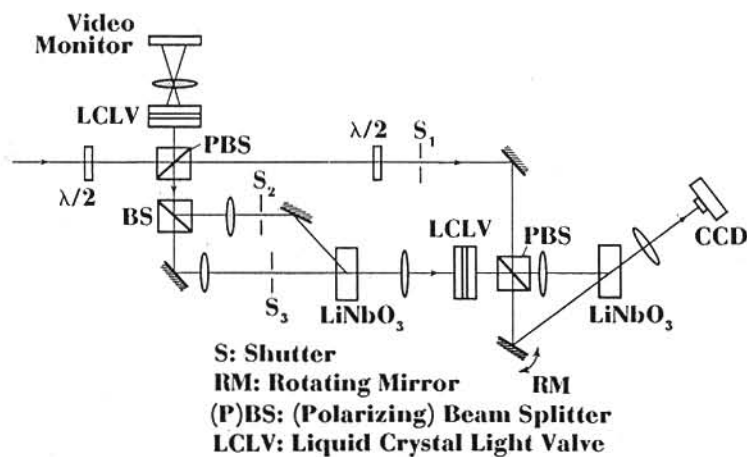 Video
Monitor
LCLV
PBS
λ/2
S₁
λ/2
BS
S₂
LCLV
PBS
CCD
S₃
LiNbO₃
LiNbO₃
RM
S: Shutter
RM: Rotating Mirror
(P)BS: (Polarizing) Beam Splitter
LCLV: Liquid Crystal Light Valve